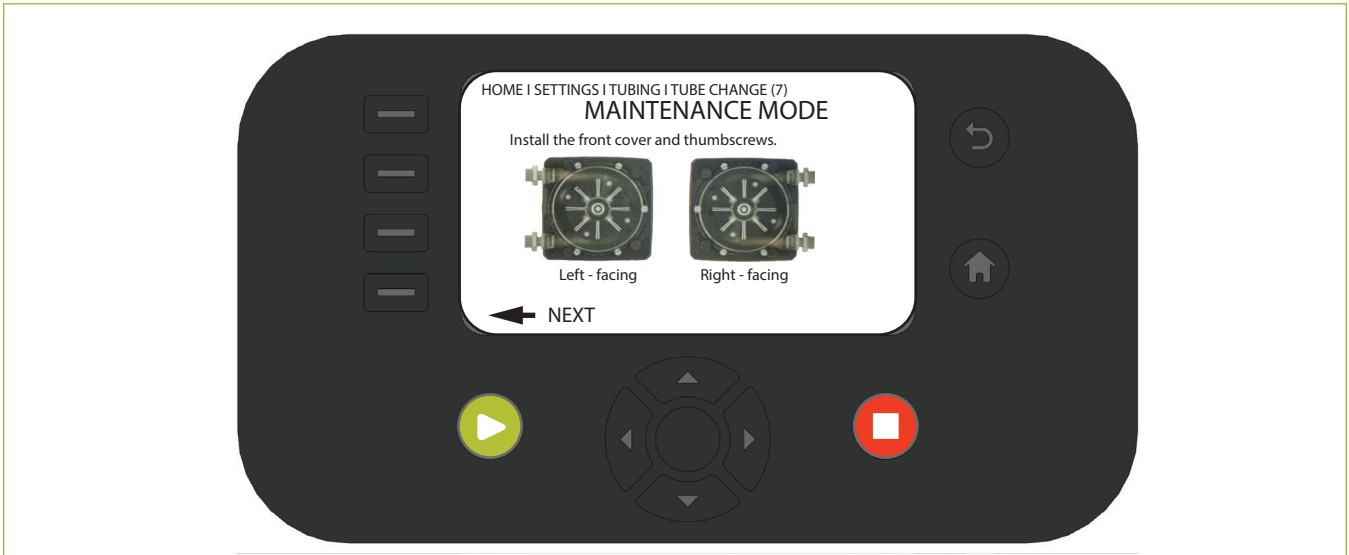 HOME I SETTINGS I TUBING I TUBE CHANGE (7)
MAINTENANCE MODE
Install the front cover and thumbscrews.
Left - facing Right - facing
NEXT